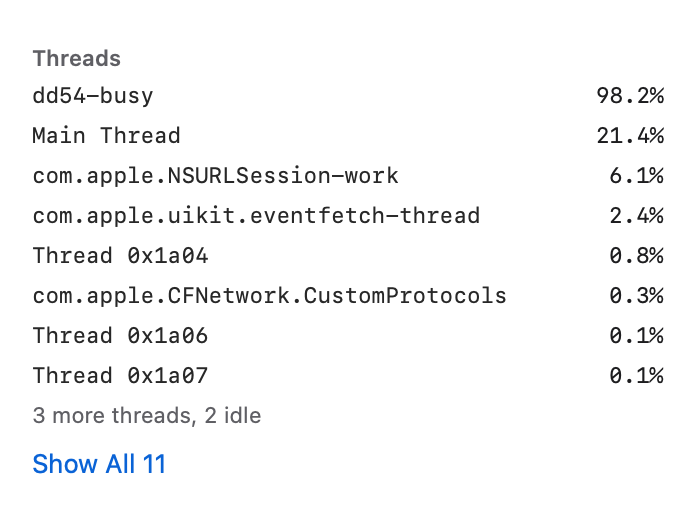 Threads
dd54-busy 98.2%
Main Thread 21.4%
com.apple.NSURLSession-work 6.1%
com.apple.uikit.eventfetch-thread 2.4%
Thread 0x1a04 0.8%
com.apple.CFNetwork.CustomProtocols 0.3%
Thread 0x1a06 0.1%
Thread 0x1a07 0.1%
3 more threads, 2 idle
Show All 11